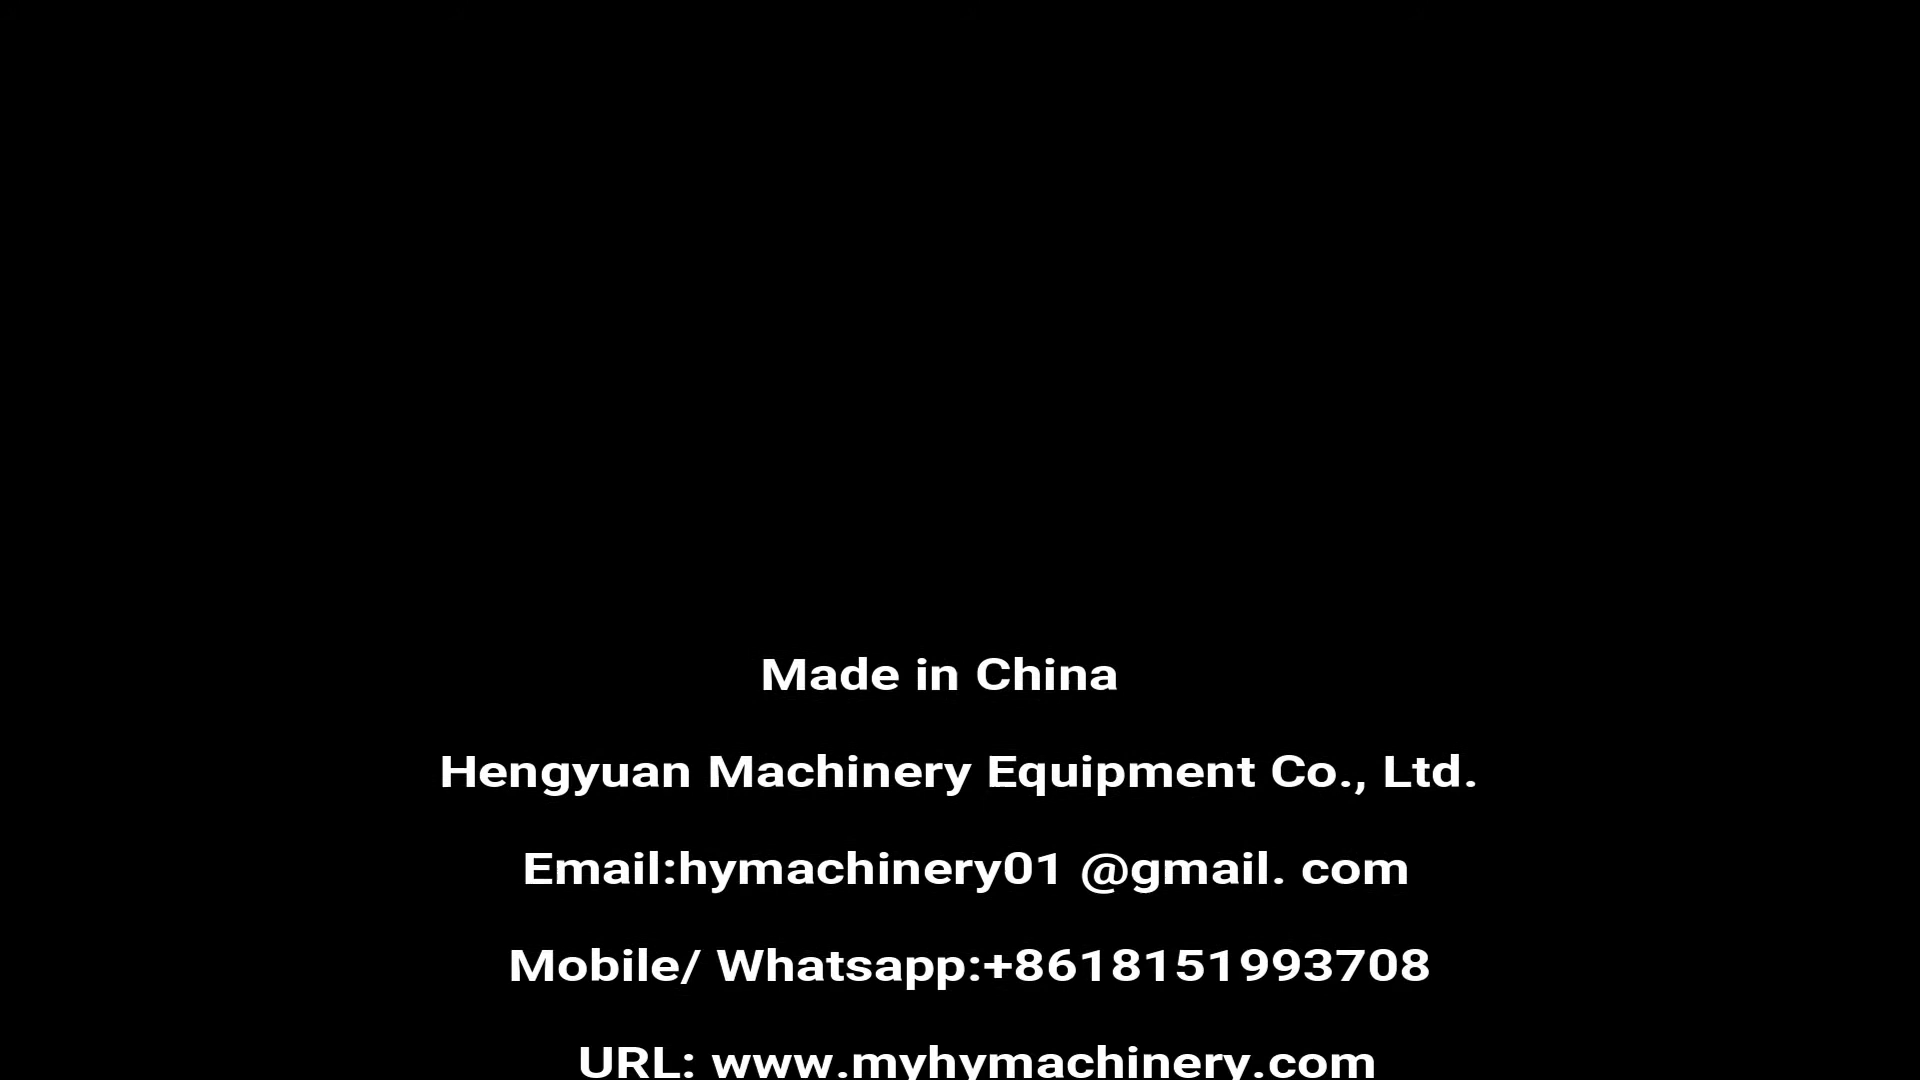 Made in China
Hengyuan Machinery Equipment Co., Ltd.
Email:hymachinery01 @gmail. com
Mobile/ Whatsapp:+8618151993708
URL: www.myhymachinery.com